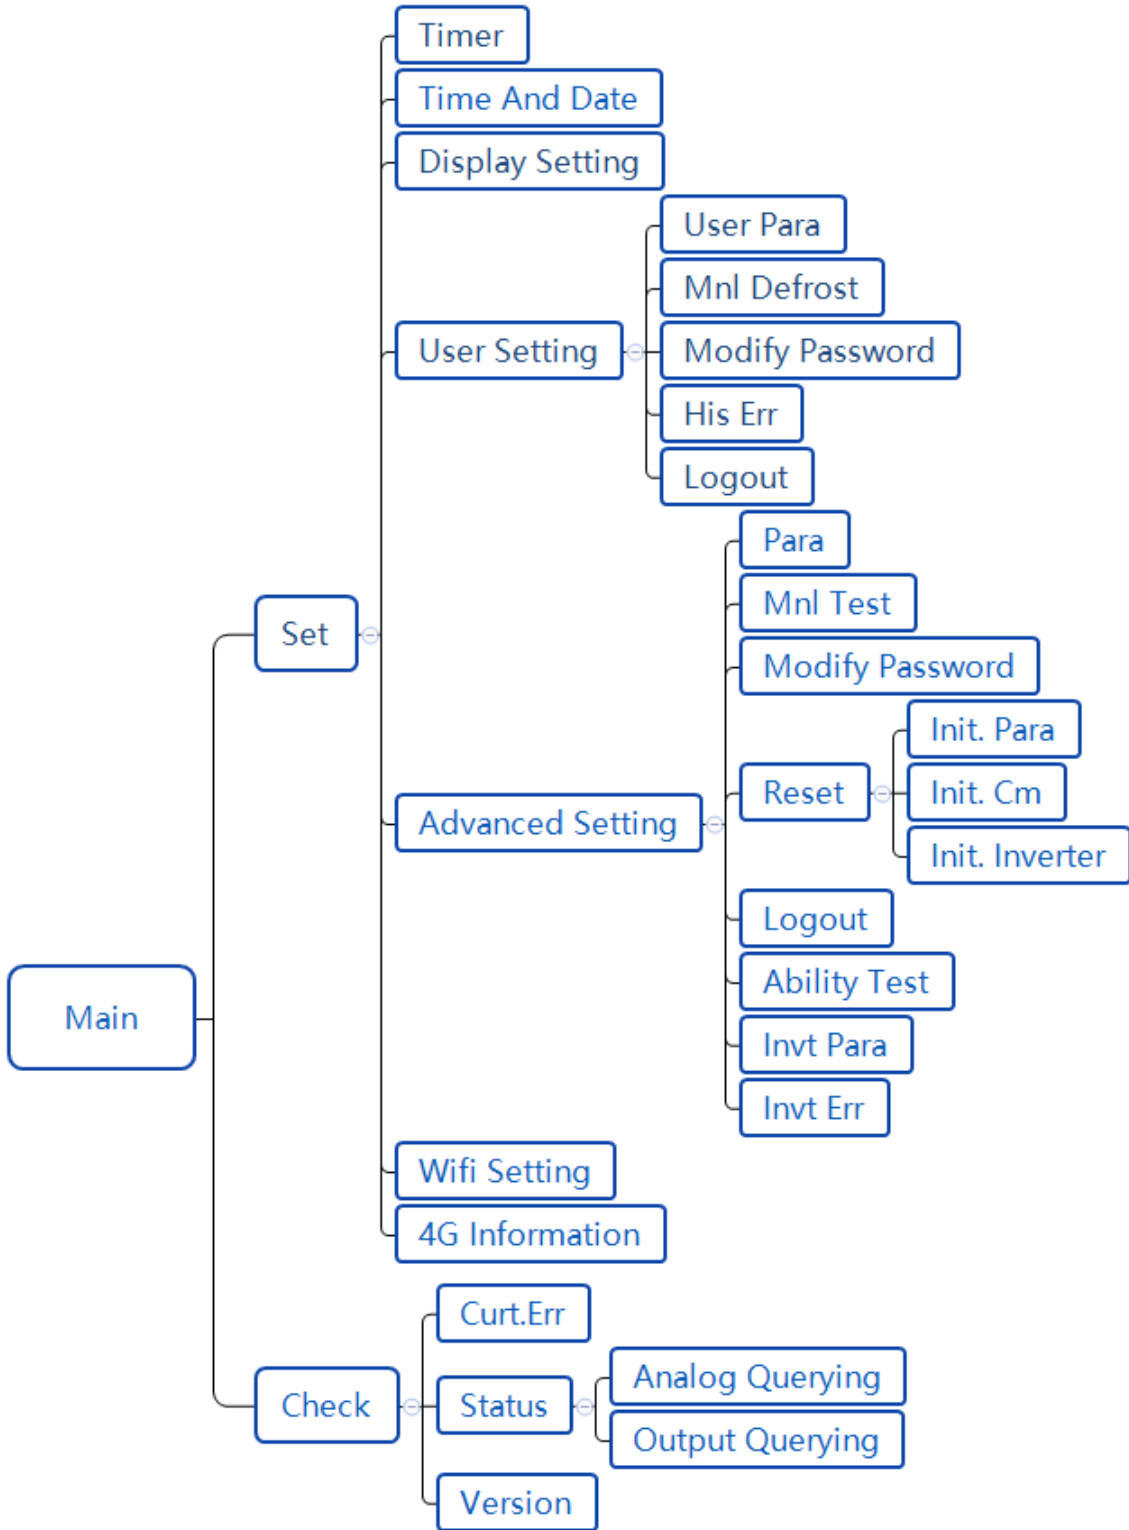 Timer
Time And Date
Display Setting
User Para
Mnl Defrost
User Setting
Modify Password
His Err
Logout
Para
Mnl Test
Set
Modify Password
Init. Para
Reset
Init. Cm
Advanced Setting
Init. Inverter
Logout
Ability Test
Main
Invt Para
Invt Err
Wifi Setting
4G Information
Curt.Err
Analog Querying
Check
Status
Output Querying
Version